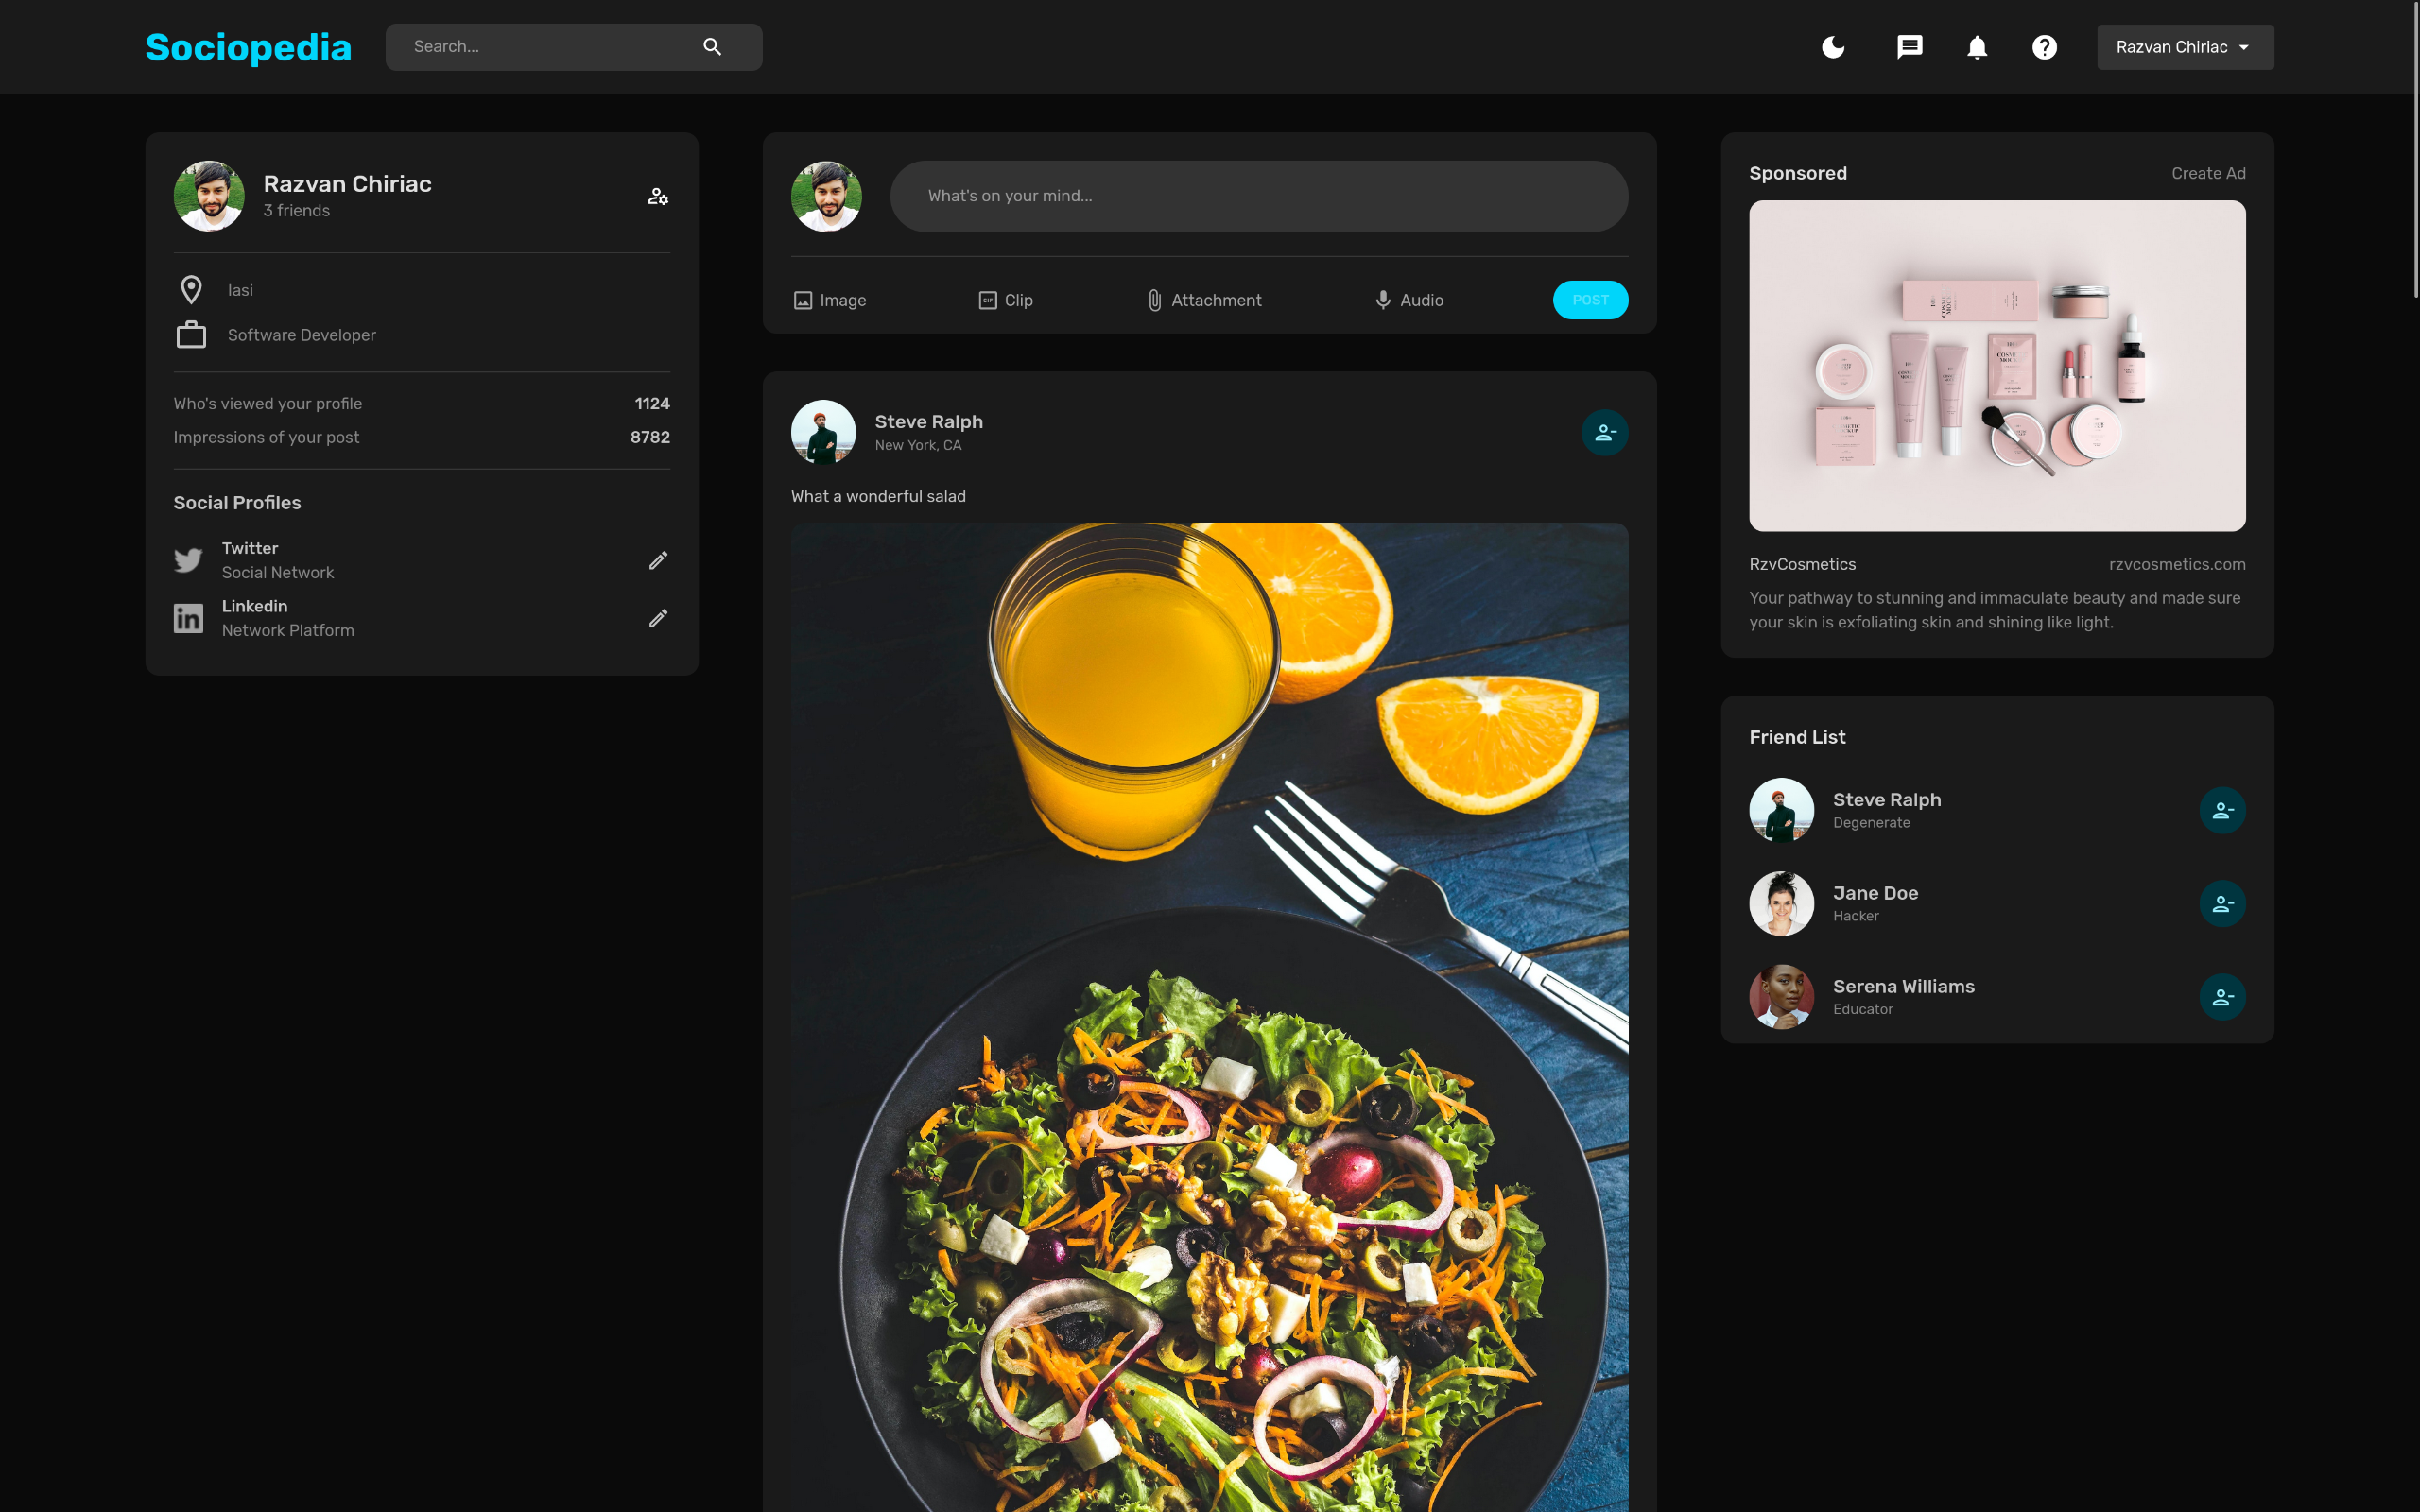 Sociopedia
Search...
Razvan Chiriac
Razvan Chiriac
3 friends
Iasi
Software Developer
Who's viewed your profile 1124
Impressions of your post 8782
Social Profiles
Twitter
Social Network
Linkedin
Network Platform
What's on your mind...
Image
GIF Clip
Attachment
Audio
POST
Steve Ralph
New York, CA
What a wonderful salad
Sponsored Create Ad
RzvCosmetics rzvcosmetics.com
Your pathway to stunning and immaculate beauty and made sure
your skin is exfoliating skin and shining like light.
Friend List
Steve Ralph
Degenerate
Jane Doe
Hacker
Serena Williams
Educator